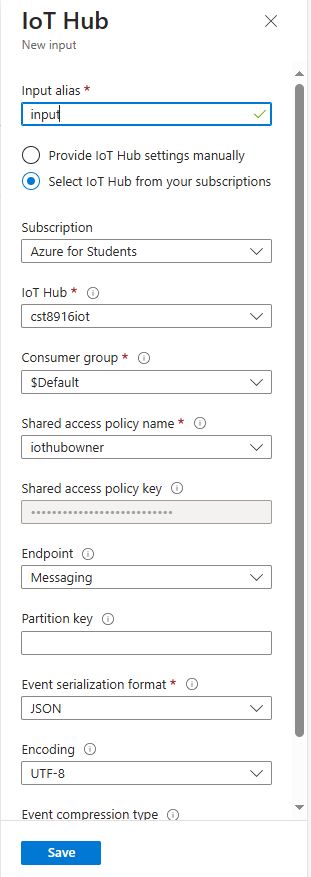 IoT Hub
New input
Input alias *
input
Provide IoT Hub settings manually
Select IoT Hub from your subscriptions
Subscription
Azure for Students
IoT Hub *
cst8916iot
Consumer group *
$Default
Shared access policy name *
iothubowner
Shared access policy key
••••••••••••••••••••••••••••
Endpoint
Messaging
Partition key
Event serialization format *
JSON
Encoding
UTF-8
Event compression type
Save